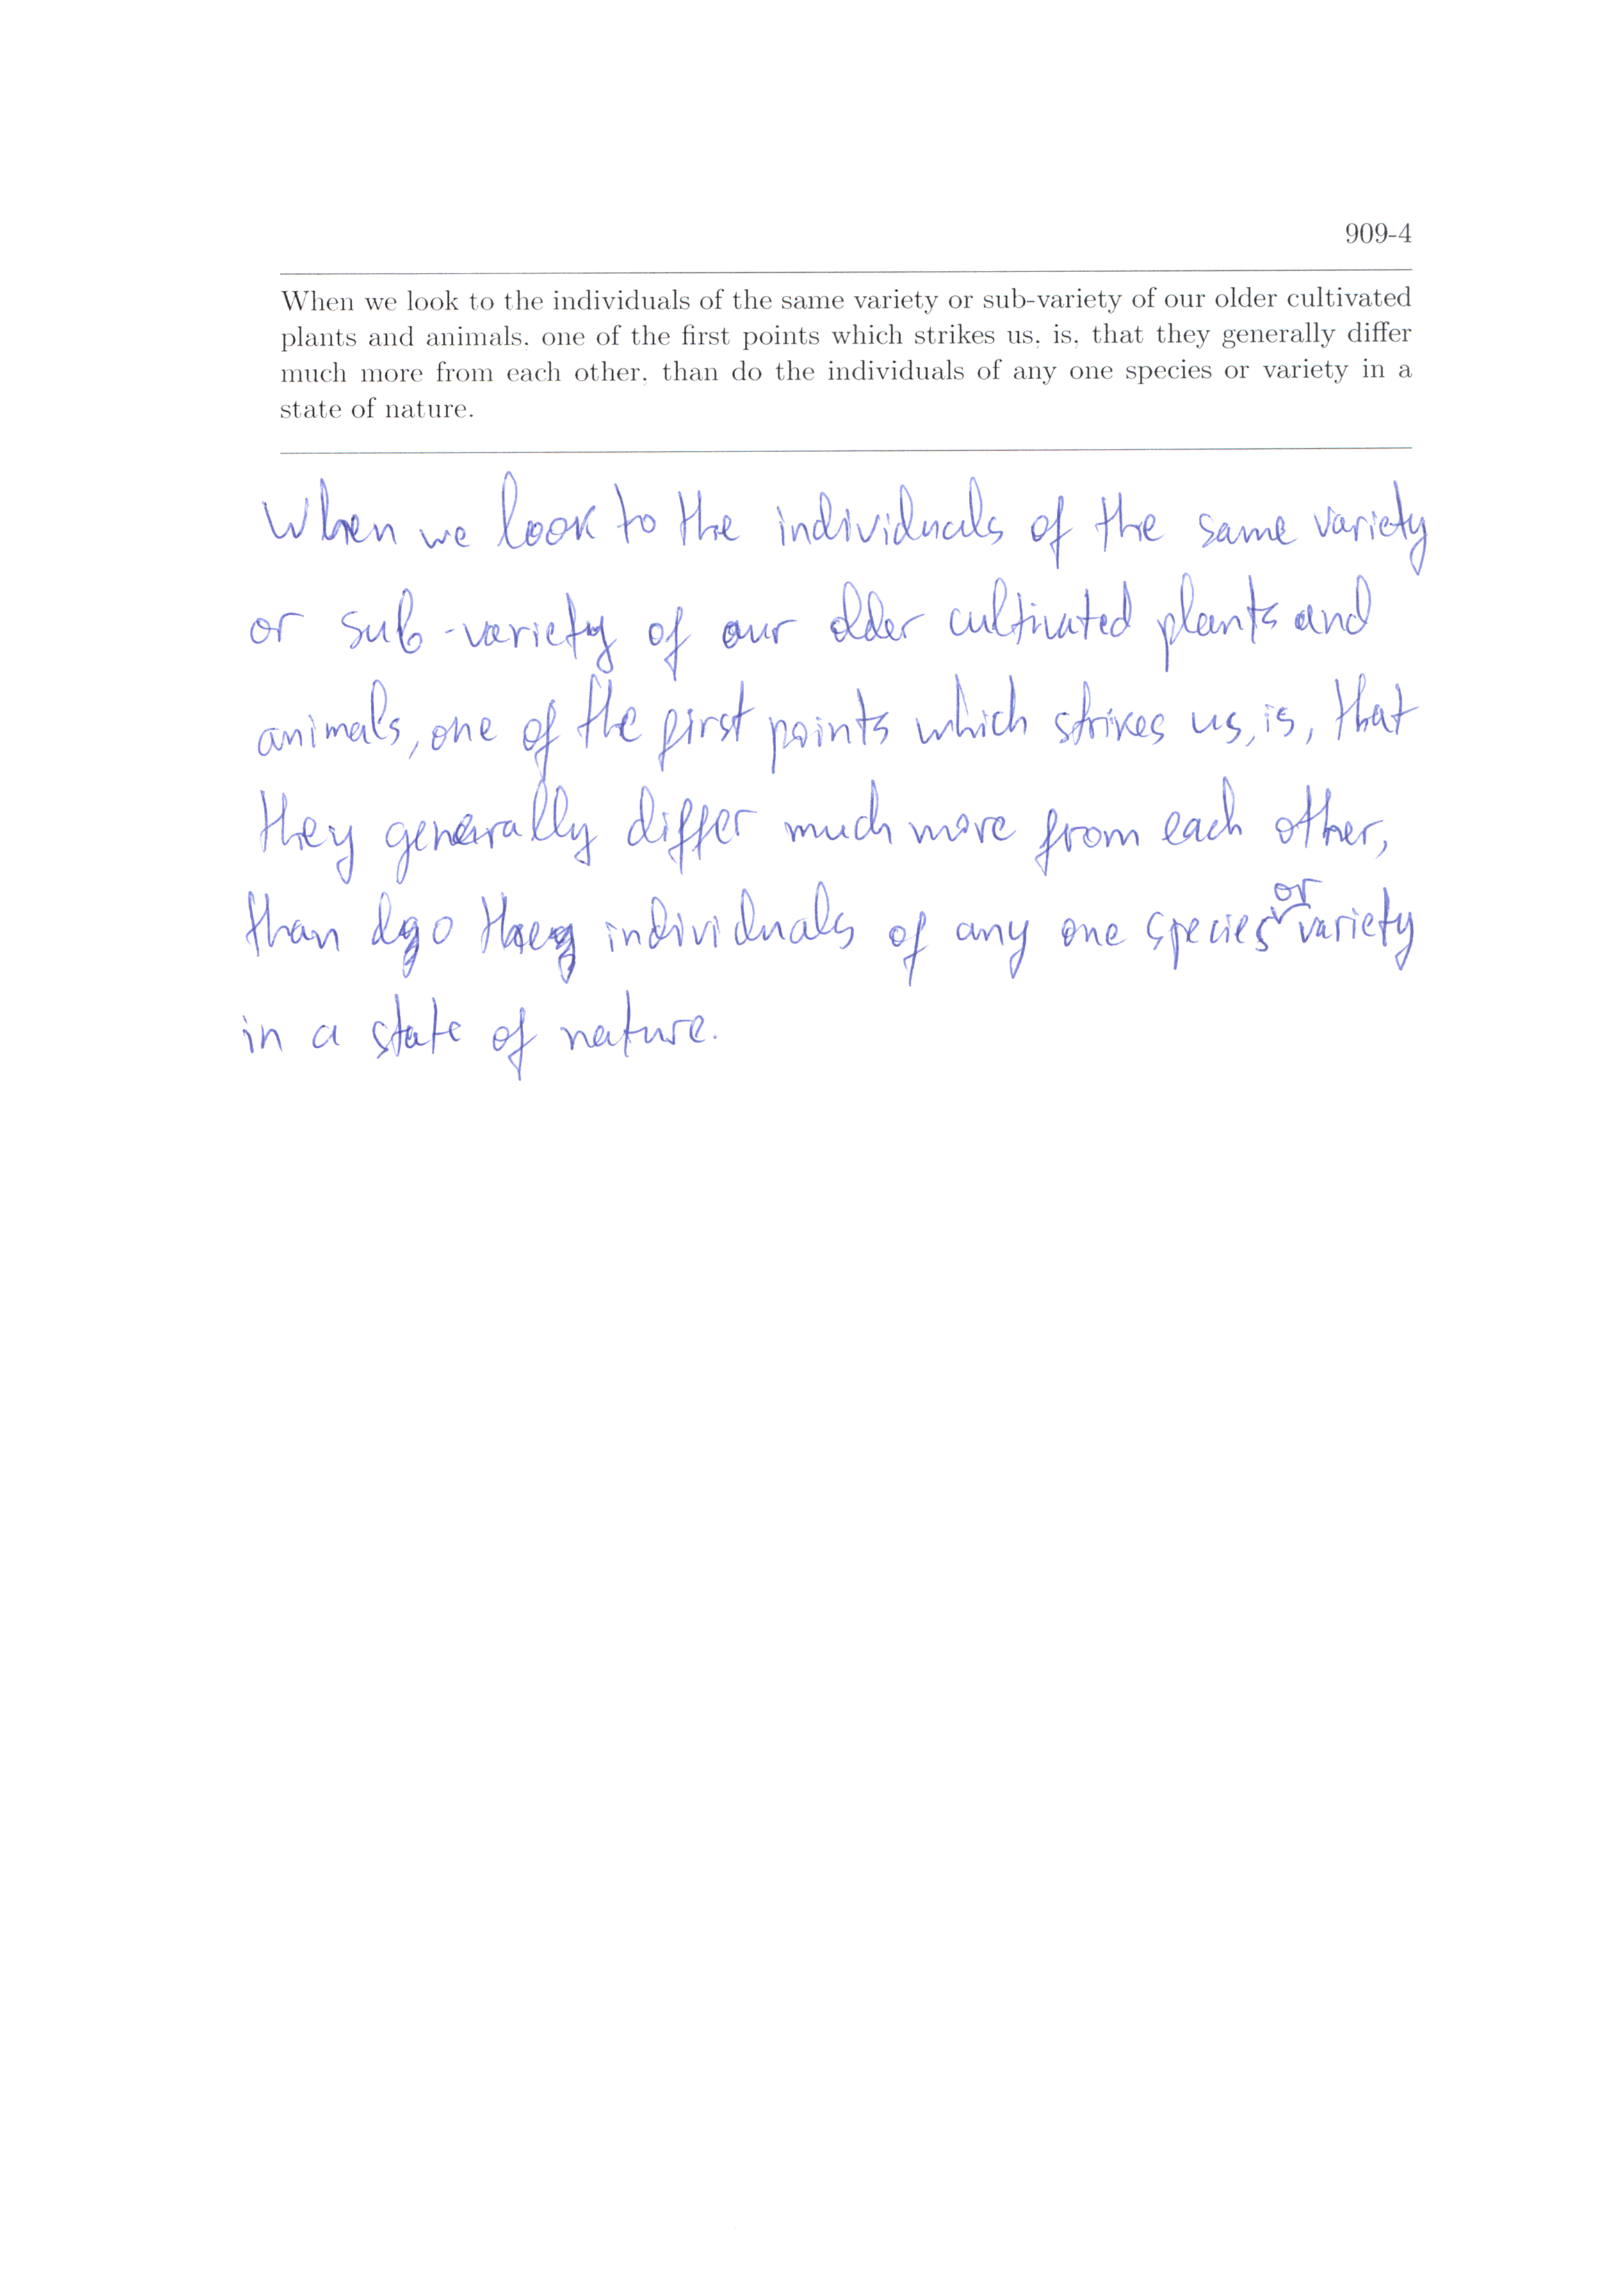 909-4
When we look to the individuals of the same variety or sub-variety of our older cultivated
plants and animals, one of the first points which strikes us, is, that they generally differ
much more from each other, than do the individuals of any one species or variety in a
state of nature.
When we look to the individuals of the same variety
or sub-variety of our older cultivated plants and
animals, one of the first points which strikes us, is, that
they generally differ much more from each other,
than do the individuals of any one species or variety
in a state of nature.